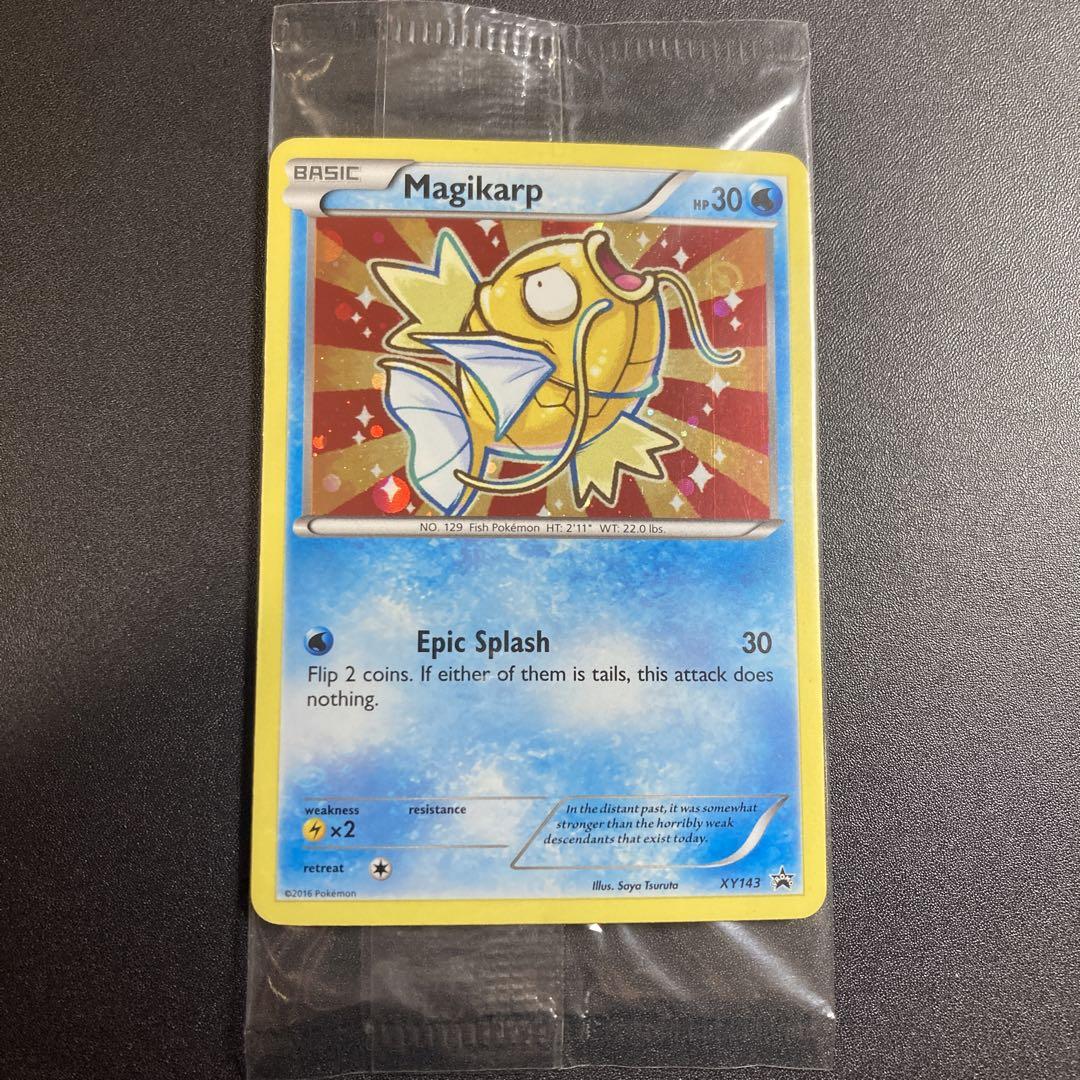 BASIC
Magikarp
HP 30
NO. 129 Fish Pokémon HT: 2'11" WT: 22.0 lbs.
Epic Splash 30
Flip 2 coins. If either of them is tails, this attack does
nothing.
weakness resistance
×2
retreat
In the distant past, it was somewhat
stronger than the horribly weak
descendants that exist today.
©2016 Pokémon
Illus. Saya Tsuruta
XY143